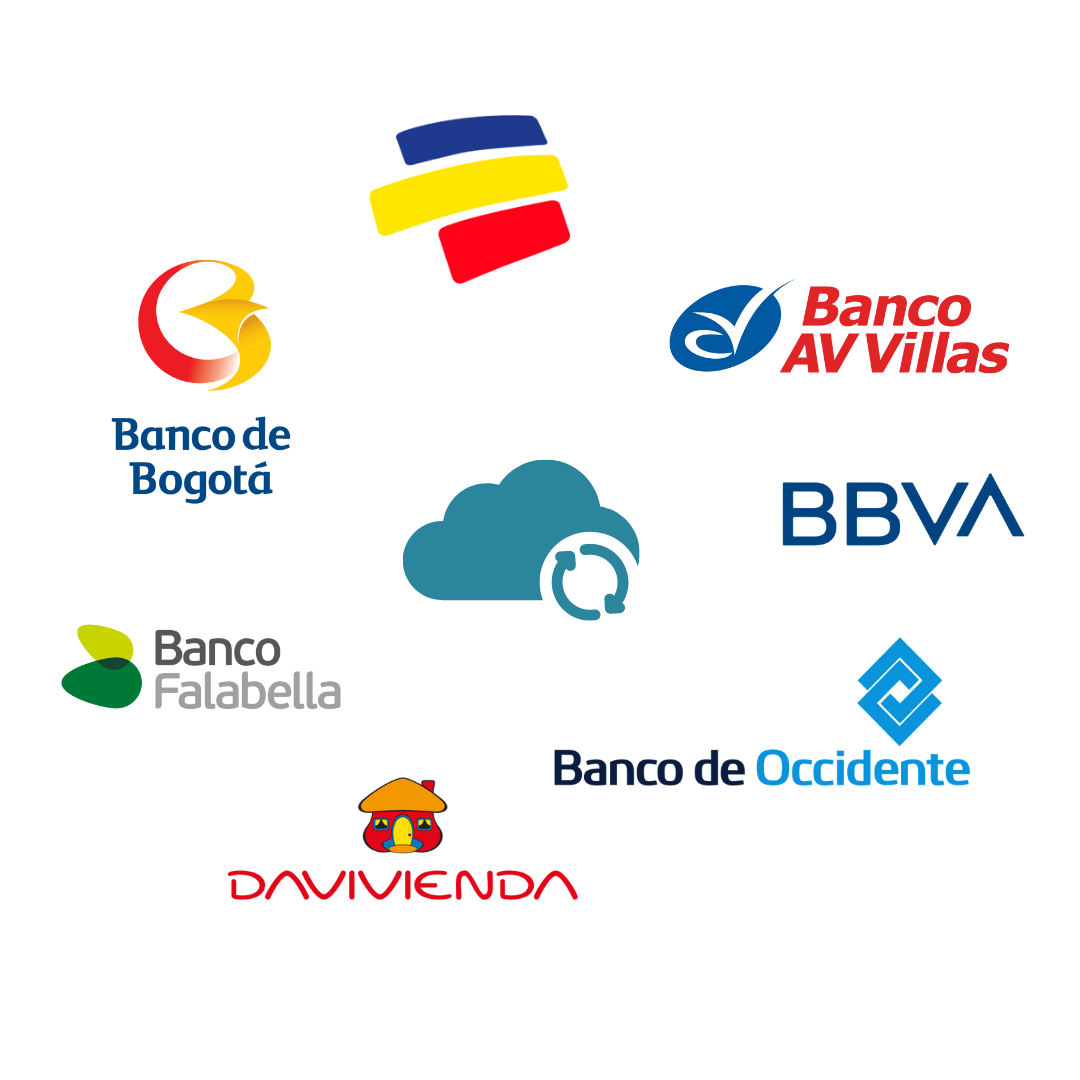 Banco
AV Villas
Banco de
Bogotá
BBVA
Banco
Falabella
Banco de Occidente
DAVIVIENDA